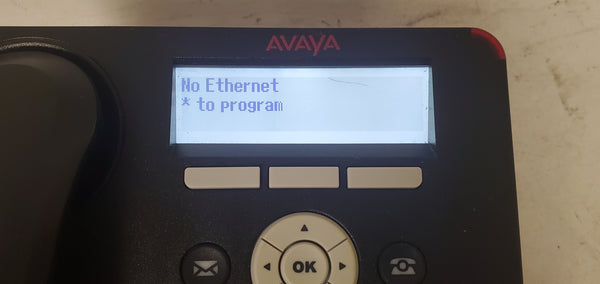 AVAYA
No Ethernet
* to program
OK